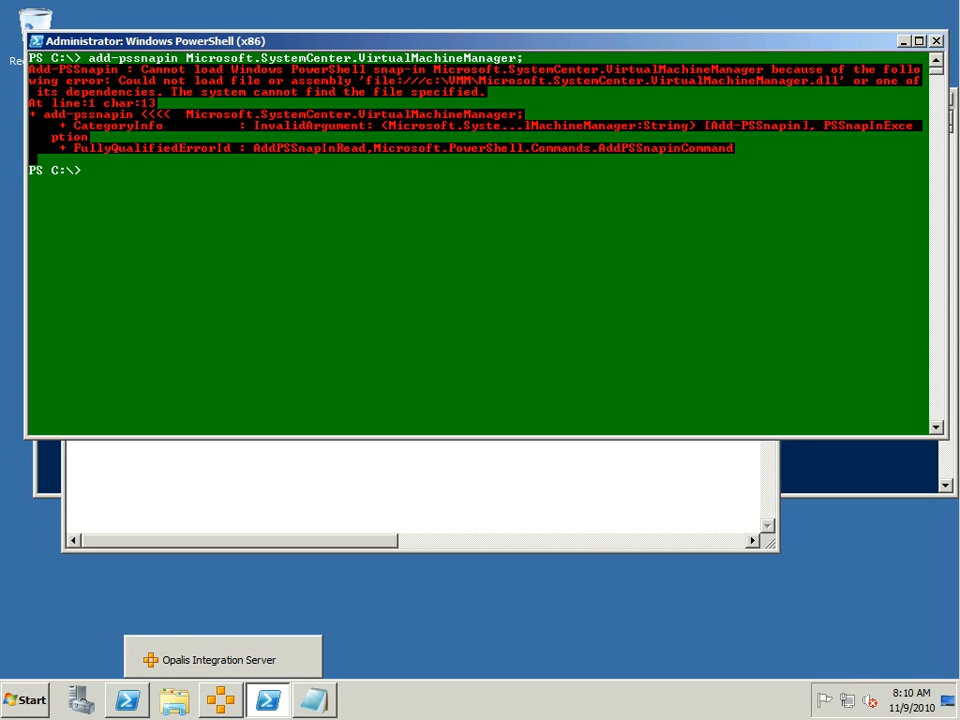 Administrator: Windows PowerShell (x86)
PS C:\> add-pssnapin Microsoft.SystemCenter.VirtualMachineManager;
Add-PSSnapin : Cannot load Windows PowerShell snap-in Microsoft.SystemCenter.VirtualMachineManager because of the follo
wing error: Could not load file or assembly 'file:///c:\VMM\Microsoft.SystemCenter.VirtualMachineManager.dll' or one of
its dependencies. The system cannot find the file specified.
At line:1 char:13
+ add-pssnapin <<<<  Microsoft.SystemCenter.VirtualMachineManager;
+ CategoryInfo : InvalidArgument: (Microsoft.Syste...lMachineManager:String) [Add-PSSnapin], PSSnapInExce
ption
+ FullyQualifiedErrorId : AddPSSnapInRead,Microsoft.PowerShell.Commands.AddPSSnapinCommand
PS C:\>
Opalis Integration Server
Start
8:10 AM
11/9/2010